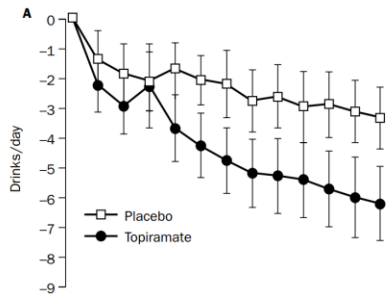 A
0
–1
–2
–3
–4
–5
–6
–7
–8
–9
Drinks/day
Placebo
Topiramate